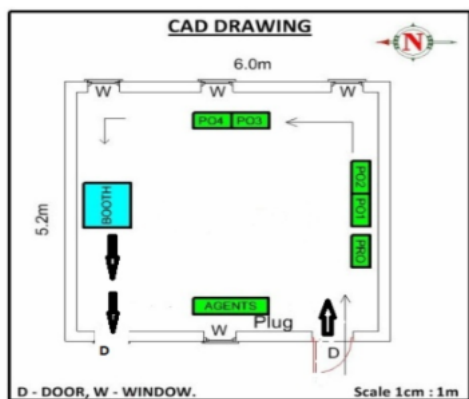 CAD DRAWING
N
6.0m
W W W
PO4 PO3
PO2
PO1
BOOTH
5.2m
PRO
AGENTS
Plug
W
D
D
D - DOOR, W - WINDOW. Scale 1cm : 1m